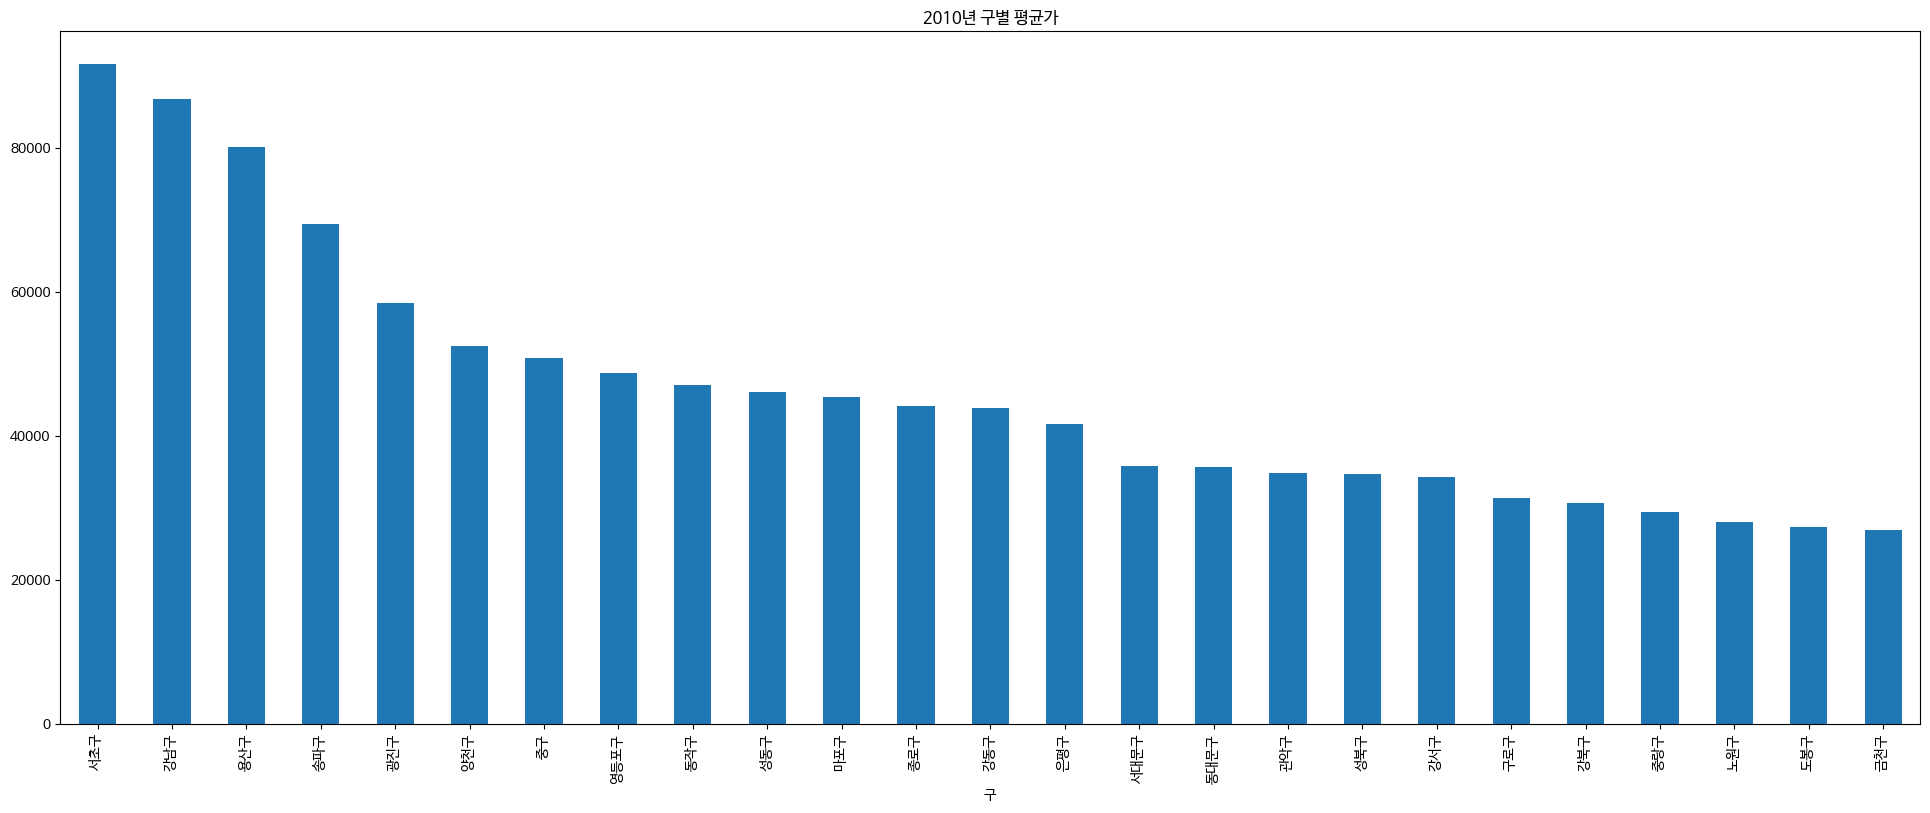 2010년 구별 평균가
80000
60000
40000
20000
0
서초구
강남구
용산구
송파구
광진구
양천구
중구
영등포구
동작구
성동구
마포구
종로구
강동구
은평구
서대문구
동대문구
관악구
성북구
강서구
구로구
강북구
중랑구
노원구
도봉구
금천구
구